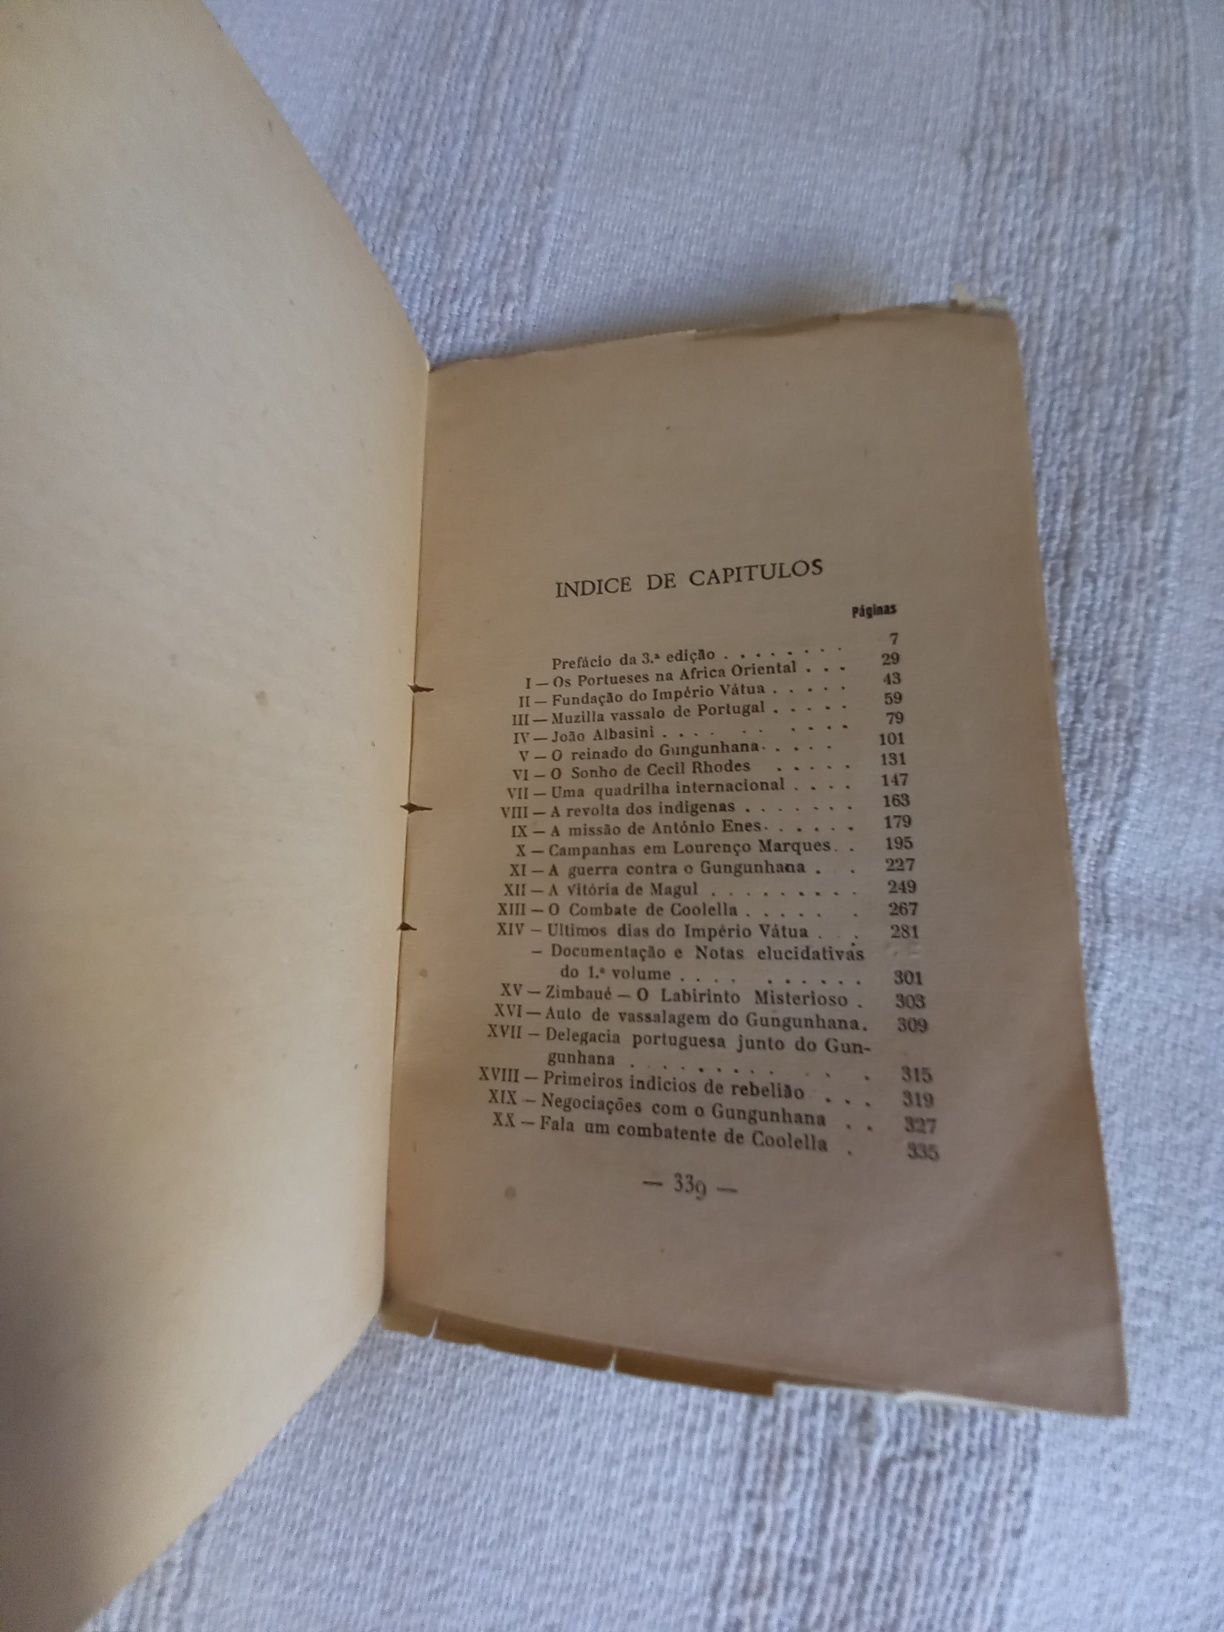 INDICE DE CAPITULOS
Páginas
Prefácio da 3.ª edição . . . . . . . . 7
I — Os Portueses na Africa Oriental . . . 29
II — Fundação do Império Vátua . . . . . 43
III — Muzilla vassalo de Portugal . . . . . 59
IV — João Albasini . . . . . . . . . . 79
V — O reinado do Gungunhana . . . . . 101
VI — O Sonho de Cecil Rhodes . . . . . 131
VII — Uma quadrilha internacional . . . . 147
VIII — A revolta dos indigenas . . . . . . . 163
IX — A missão de António Enes . . . . . . 179
X — Campanhas em Lourenço Marques . . 195
XI — A guerra contra o Gungunhana . . 227
XII — A vitória de Magul . . . . . . . . . 249
XIII — O Combate de Coolella . . . . . . 267
XIV — Ultimos dias do Império Vátua . . 281
— Documentação e Notas elucidativas
do 1.º volume . . . . . . . . . . 301
XV — Zimbaué — O Labirinto Misterioso . 303
XVI — Auto de vassalagem do Gungunhana . 309
XVII — Delegacia portuguesa junto do Gun-
gunhana . . . . . . . . . . . 315
XVIII — Primeiros indícios de rebelião . . . 319
XIX — Negociações com o Gungunhana . . 327
XX — Fala um combatente de Coolella . 335
— 339 —